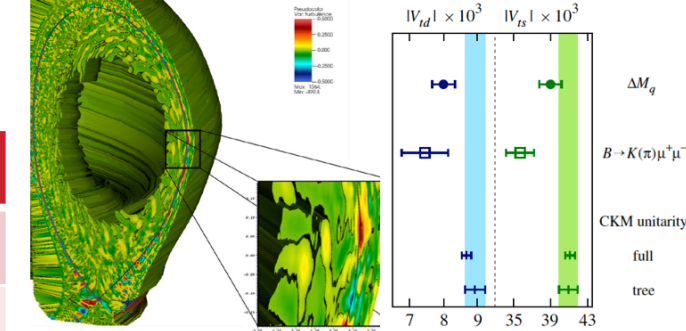 Pseudocolor
Var: turbulence
0.5000
0.2500
0.000
-0.2500
-0.5000
|V_td| × 10³ |V_ts| × 10³
ΔM_q
B→K(π)μ⁺μ⁻
CKM unitarity
full
tree
7 8 9 35 39 43